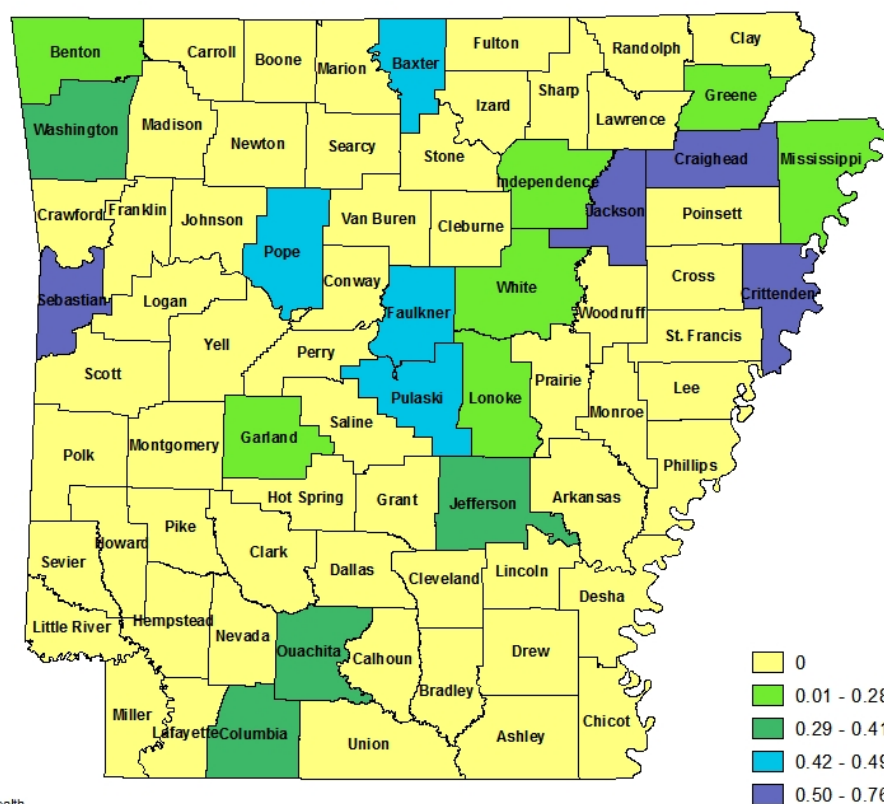 Benton
Carroll
Boone
Marion
Baxter
Fulton
Randolph
Clay
Izard
Sharp
Lawrence
Greene
Washington
Madison
Newton
Searcy
Stone
Independence
Jackson
Craighead
Mississippi
Crawford
Franklin
Johnson
Pope
Van Buren
Cleburne
Poinsett
Sebastian
Logan
Conway
Faulkner
White
Woodruff
Cross
Crittenden
Yell
Perry
St. Francis
Scott
Pulaski
Lonoke
Prairie
Monroe
Lee
Polk
Montgomery
Garland
Saline
Phillips
Hot Spring
Grant
Jefferson
Arkansas
Sevier
Howard
Pike
Clark
Dallas
Cleveland
Lincoln
Desha
Little River
Hempstead
Nevada
Ouachita
Calhoun
Bradley
Drew
Miller
Lafayette
Columbia
Union
Ashley
Chicot
0
0.01 - 0.28
0.29 - 0.41
0.42 - 0.49
0.50 - 0.76